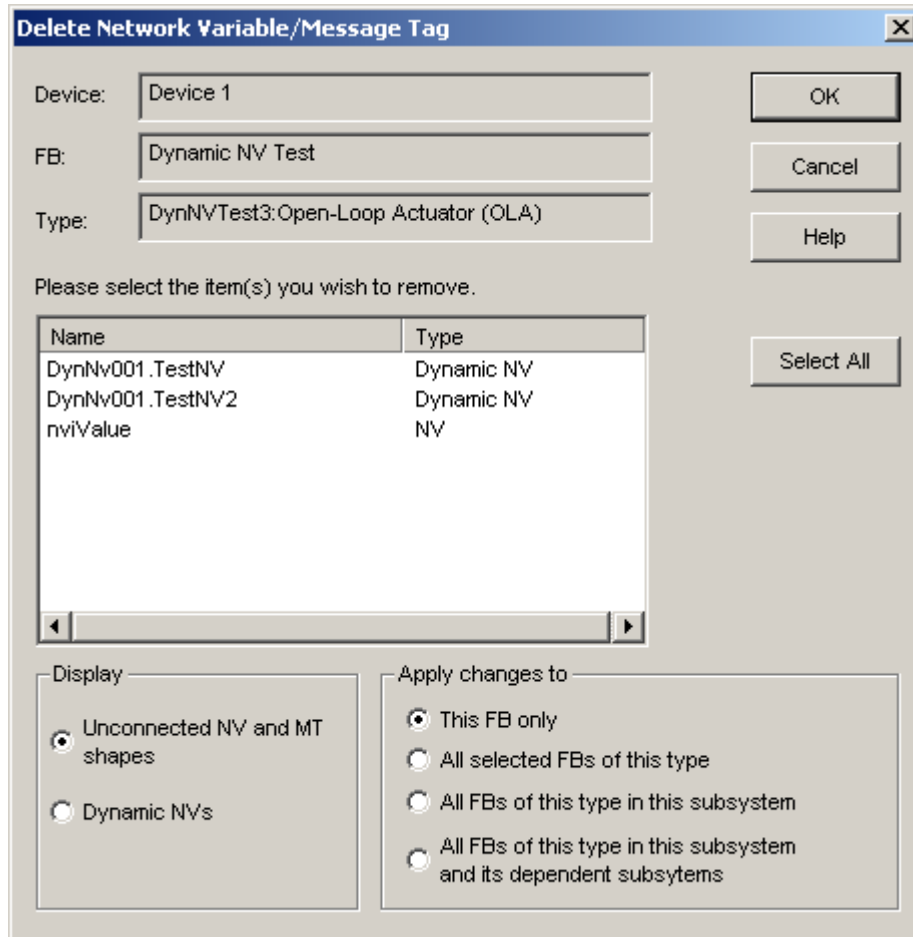 Delete Network Variable/Message Tag
Device: Device 1
OK
FB: Dynamic NV Test
Cancel
Type: DynNVTest3:Open-Loop Actuator (OLA)
Help
Please select the item(s) you wish to remove.
Name Type
DynNv001.TestNV Dynamic NV
DynNv001.TestNV2 Dynamic NV
nviValue NV
Select All
Display
Unconnected NV and MT
shapes
Dynamic NVs
Apply changes to
This FB only
All selected FBs of this type
All FBs of this type in this subsystem
All FBs of this type in this subsystem
and its dependent subsytems